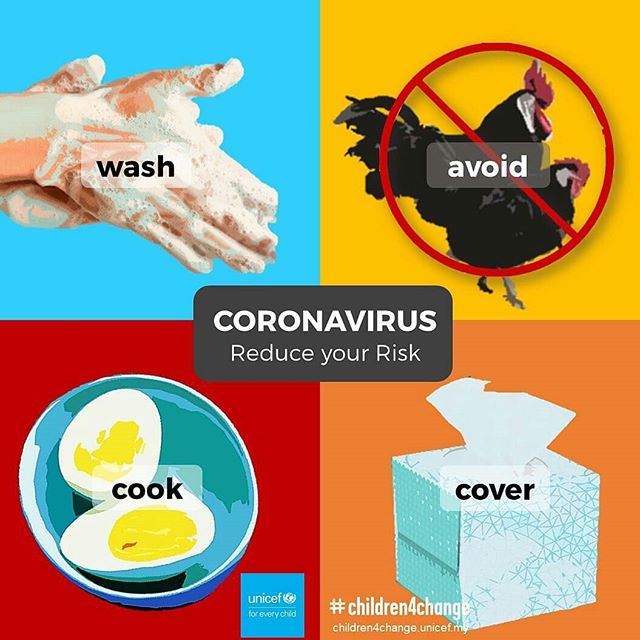 wash
avoid
CORONAVIRUS
Reduce your Risk
cook
cover
unicef
for every child
#children4change
children4change.unicef.my